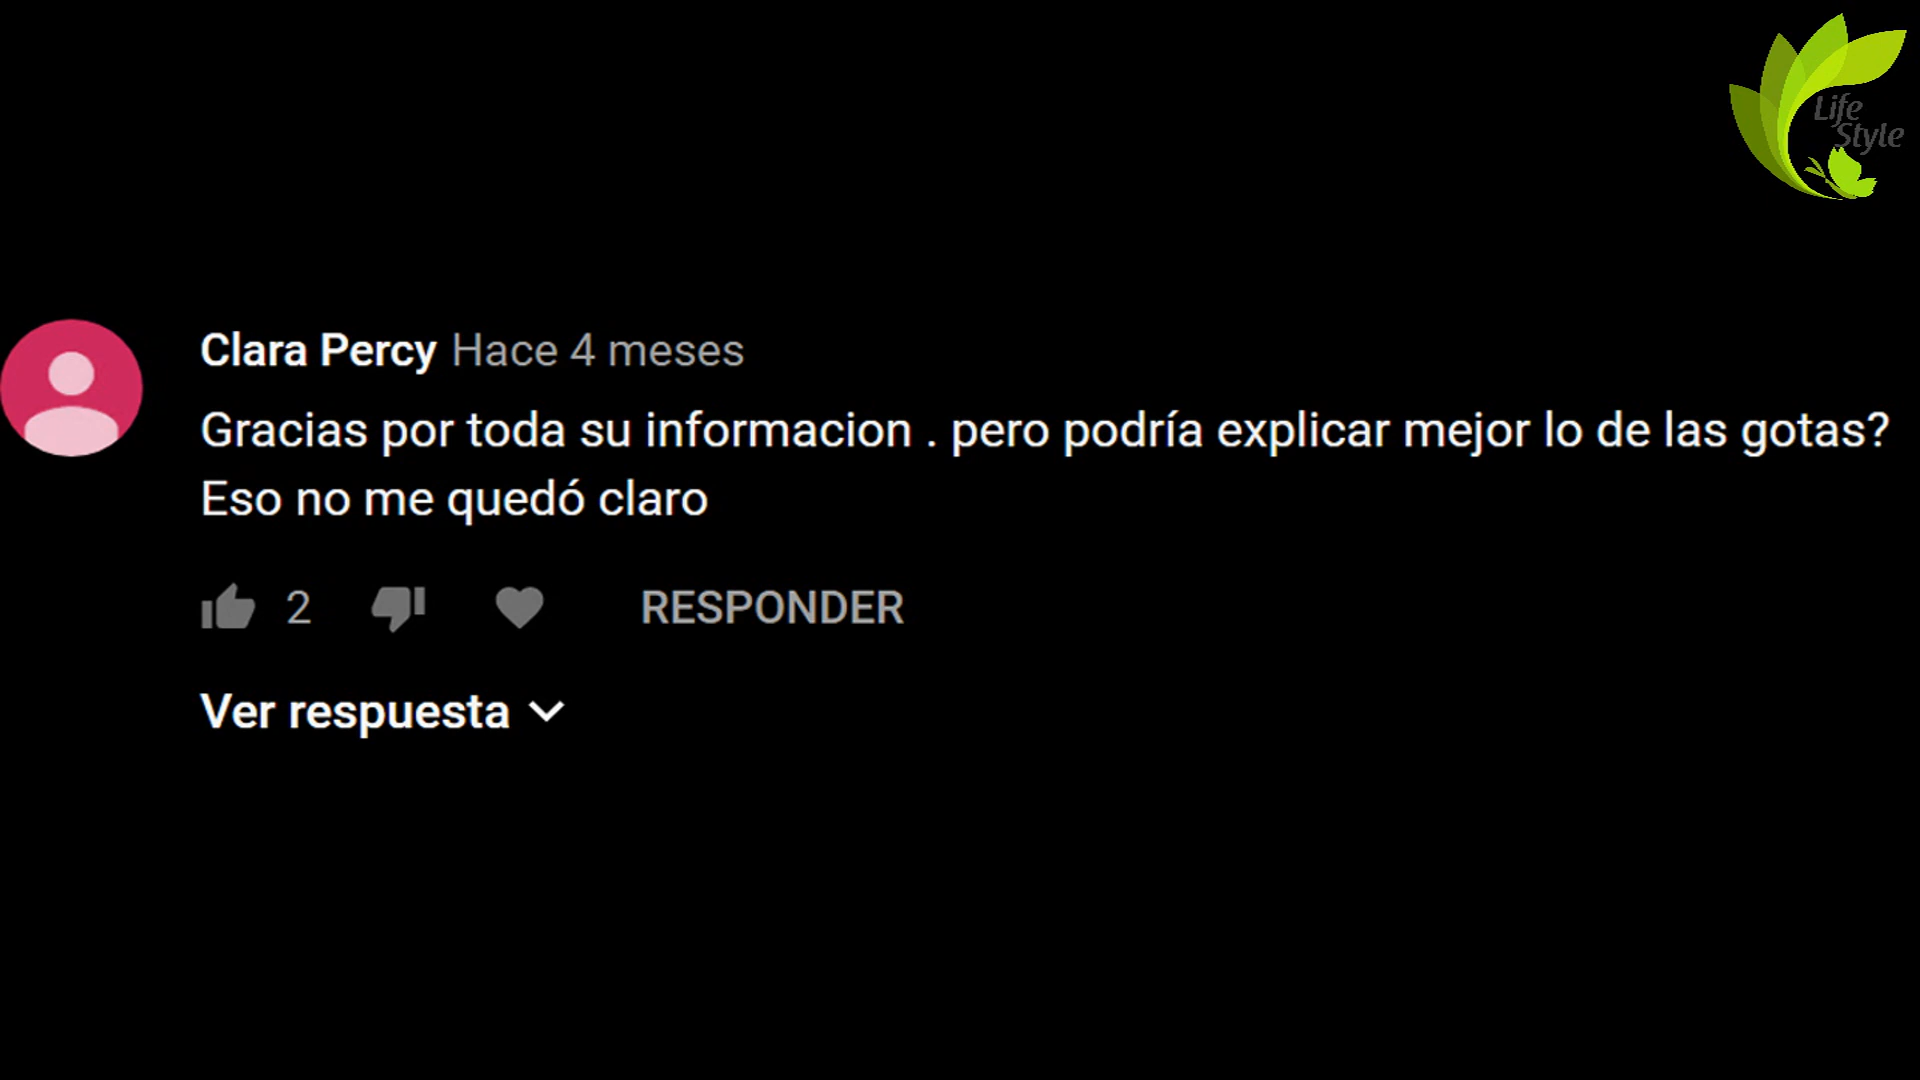 Life
Style
Clara Percy Hace 4 meses
Gracias por toda su informacion . pero podría explicar mejor lo de las gotas?
Eso no me quedó claro
2 RESPONDER
Ver respuesta